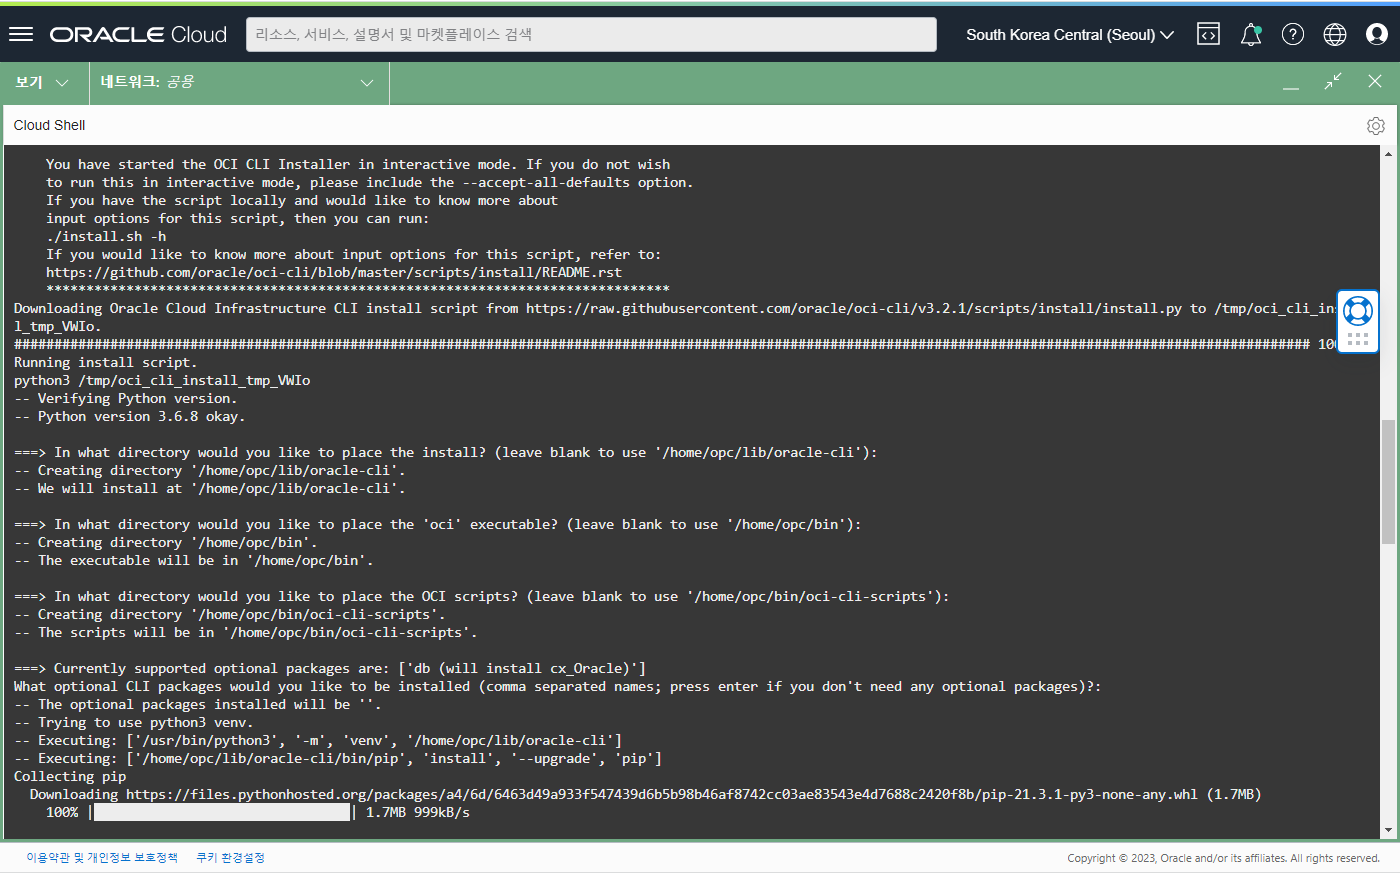 ORACLE Cloud
리소스, 서비스, 설명서 및 마켓플레이스 검색
South Korea Central (Seoul)
보기
네트워크: 공용
Cloud Shell
You have started the OCI CLI Installer in interactive mode. If you do not wish
to run this in interactive mode, please include the --accept-all-defaults option.
If you have the script locally and would like to know more about
input options for this script, then you can run:
./install.sh -h
If you would like to know more about input options for this script, refer to:
https://github.com/oracle/oci-cli/blob/master/scripts/install/README.rst
******************************************************************************
Downloading Oracle Cloud Infrastructure CLI install script from https://raw.githubusercontent.com/oracle/oci-cli/v3.2.1/scripts/install/install.py to /tmp/oci_cli_ins
l_tmp_VWIo.
################################################################################################################################################################## 10
Running install script.
python3 /tmp/oci_cli_install_tmp_VWIo
-- Verifying Python version.
-- Python version 3.6.8 okay.
===> In what directory would you like to place the install? (leave blank to use '/home/opc/lib/oracle-cli'):
-- Creating directory '/home/opc/lib/oracle-cli'.
-- We will install at '/home/opc/lib/oracle-cli'.
===> In what directory would you like to place the 'oci' executable? (leave blank to use '/home/opc/bin'):
-- Creating directory '/home/opc/bin'.
-- The executable will be in '/home/opc/bin'.
===> In what directory would you like to place the OCI scripts? (leave blank to use '/home/opc/bin/oci-cli-scripts'):
-- Creating directory '/home/opc/bin/oci-cli-scripts'.
-- The scripts will be in '/home/opc/bin/oci-cli-scripts'.
===> Currently supported optional packages are: ['db (will install cx_Oracle)']
What optional CLI packages would you like to be installed (comma separated names; press enter if you don't need any optional packages)?:
-- The optional packages installed will be ''.
-- Trying to use python3 venv.
-- Executing: ['/usr/bin/python3', '-m', 'venv', '/home/opc/lib/oracle-cli']
-- Executing: ['/home/opc/lib/oracle-cli/bin/pip', 'install', '--upgrade', 'pip']
Collecting pip
Downloading https://files.pythonhosted.org/packages/a4/6d/6463d49a933f547439d6b5b98b46af8742cc03ae83543e4d7688c2420f8b/pip-21.3.1-py3-none-any.whl (1.7MB)
100% | | 1.7MB 999kB/s
이용약관 및 개인정보 보호정책 쿠키 환경설정
Copyright © 2023, Oracle and/or its affiliates. All rights reserved.